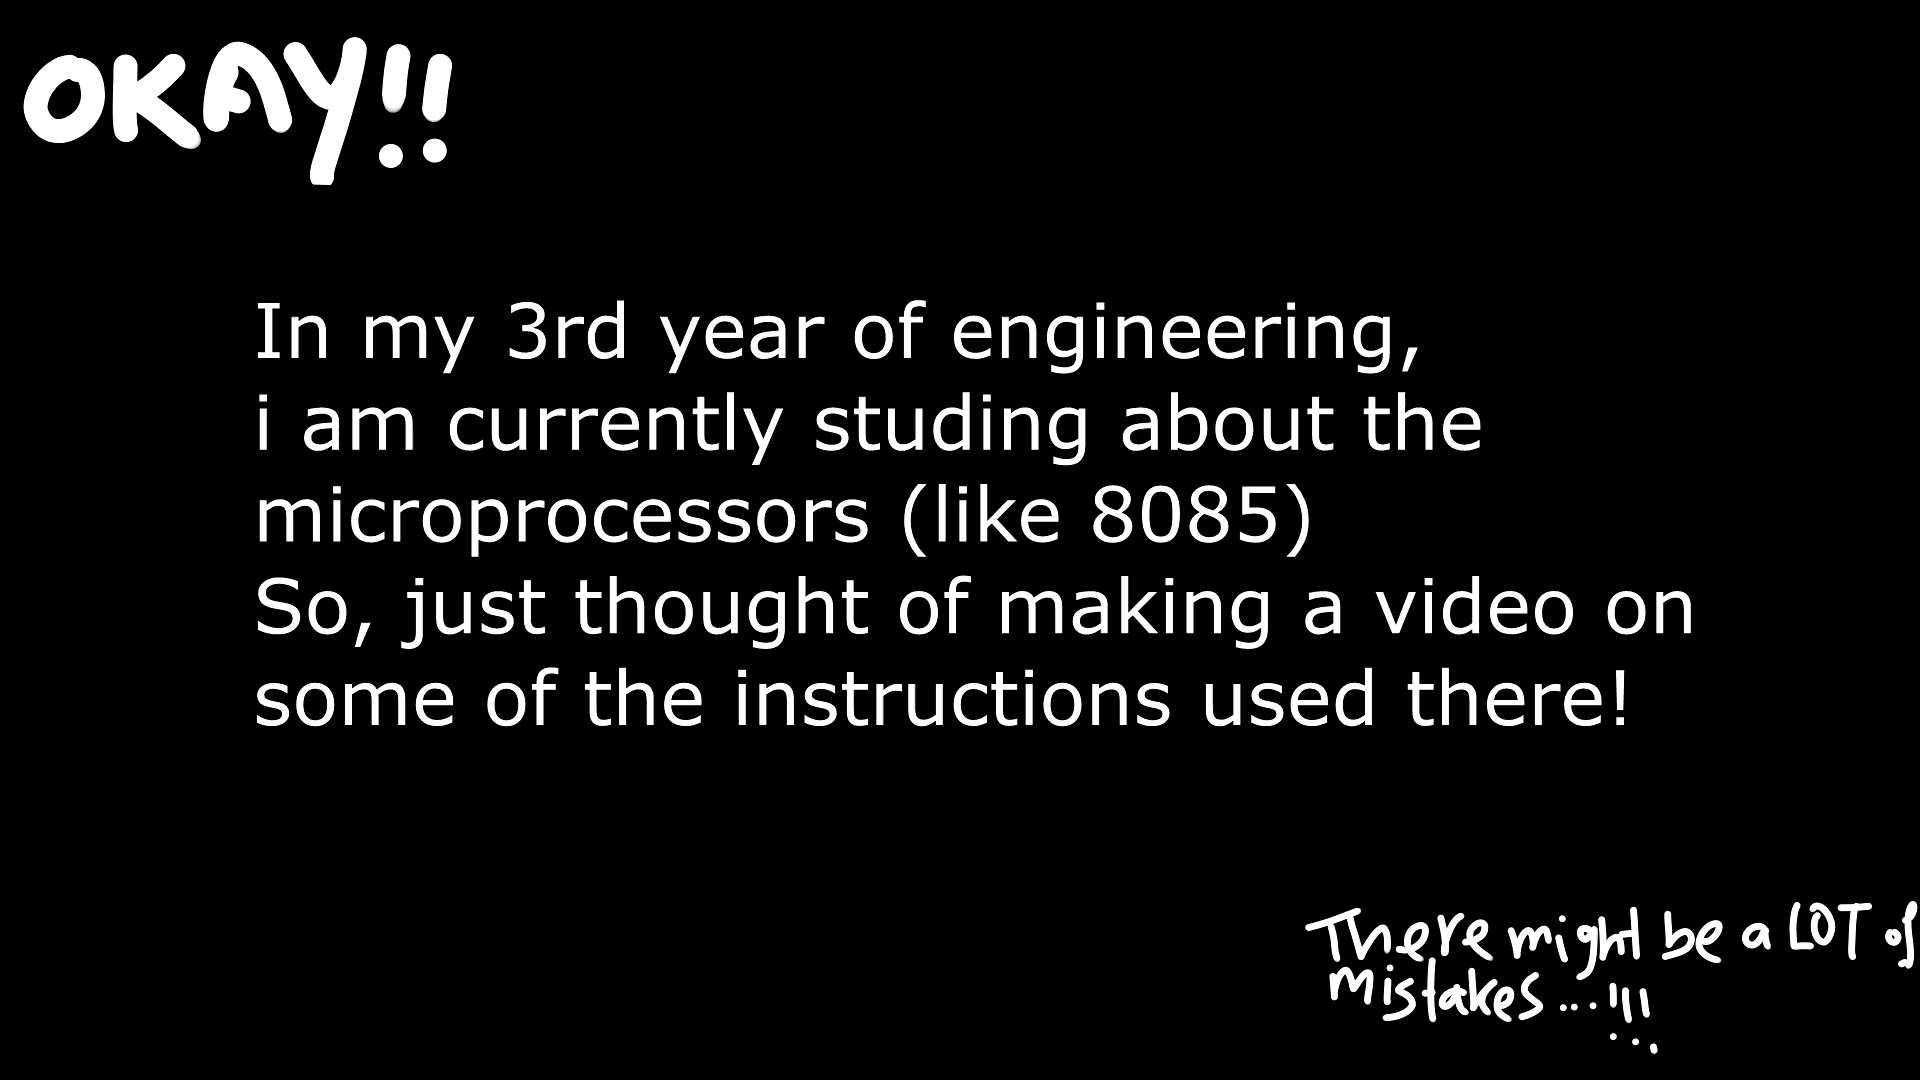 OKAY!!
In my 3rd year of engineering,
i am currently studing about the
microprocessors (like 8085)
So, just thought of making a video on
some of the instructions used there!
There might be a LOT of
mistakes...!!!